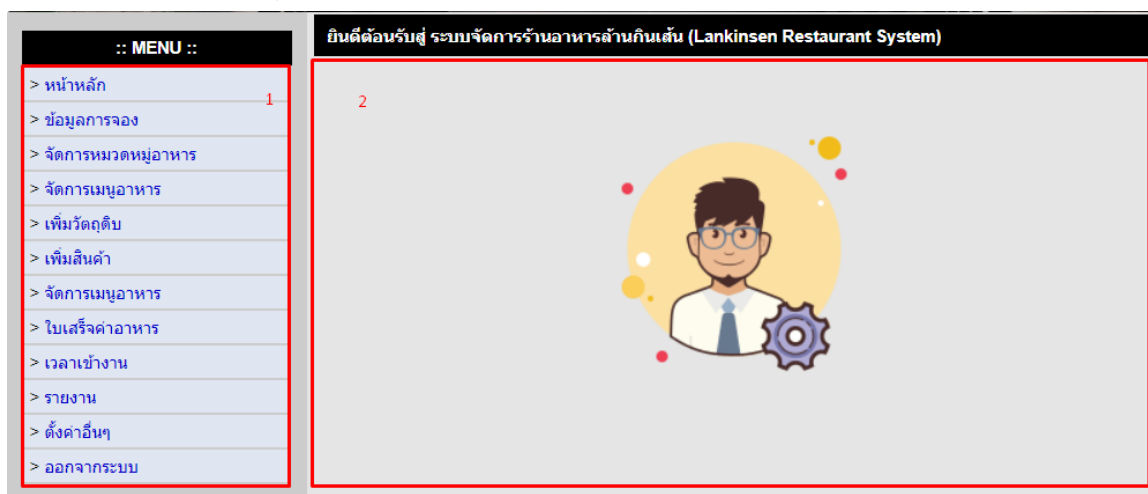 :: MENU ::
> หน้าหลัก
1
> ข้อมูลการจอง
> จัดการหมวดหมู่อาหาร
> จัดการเมนูอาหาร
> เพิ่มวัตถุดิบ
> เพิ่มสินค้า
> จัดการเมนูอาหาร
> ใบเสร็จค่าอาหาร
> เวลาเข้างาน
> รายงาน
> ตั้งค่าอื่นๆ
> ออกจากระบบ
ยินดีต้อนรับสู่ ระบบจัดการร้านอาหารล้านกินเส้น (Lankinsen Restaurant System)
2